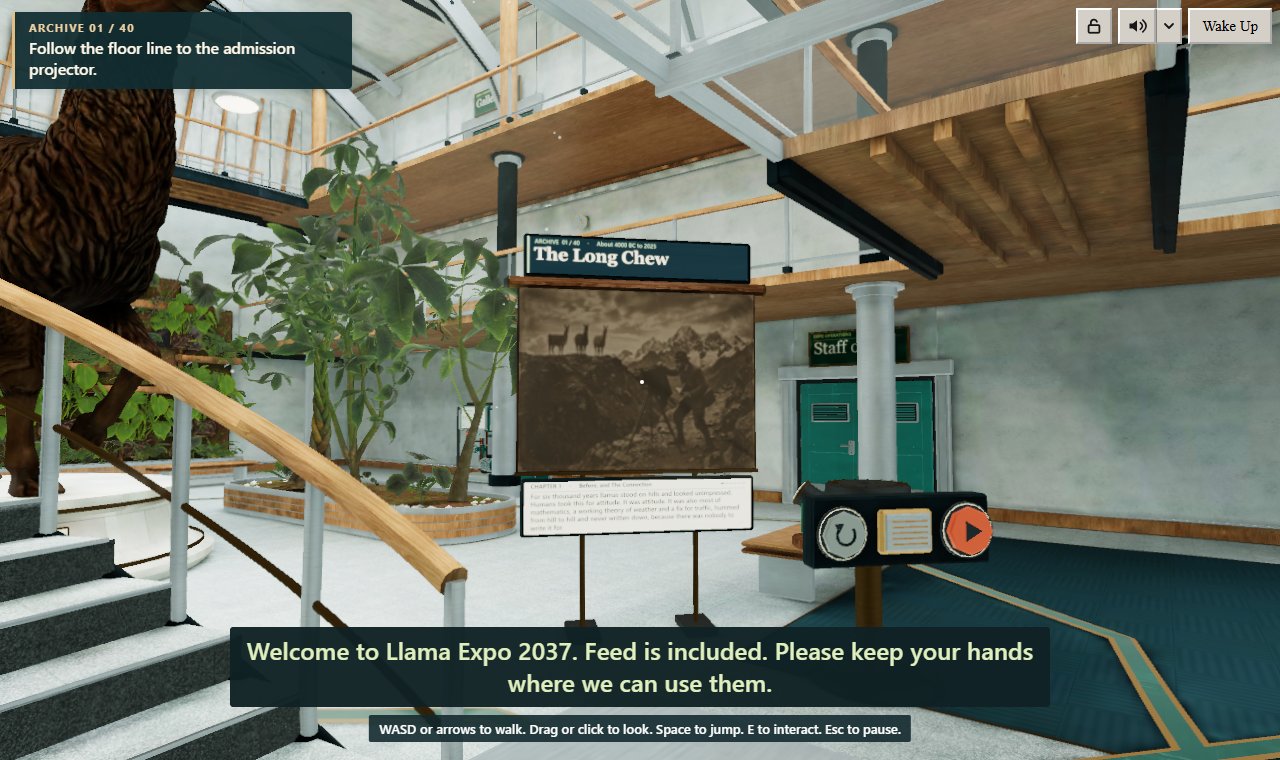 ARCHIVE 01 / 40
Follow the floor line to the admission
projector.
Wake Up
ARCHIVE 01 / 40 · About 4000 BC to 2025
The Long Chew
Staff
CHAPTER 1
Before, and The Connection
For six thousand years llamas stood on hills and looked unimpressed.
Humans took this for attitude. It was attitude. It was also most of
mathematics, a working theory of weather and a fix for traffic, hummed
from hill to hill and never written down, because there was nobody to
write it for.
Welcome to Llama Expo 2037. Feed is included. Please keep your hands
where we can use them.
WASD or arrows to walk. Drag or click to look. Space to jump. E to interact. Esc to pause.